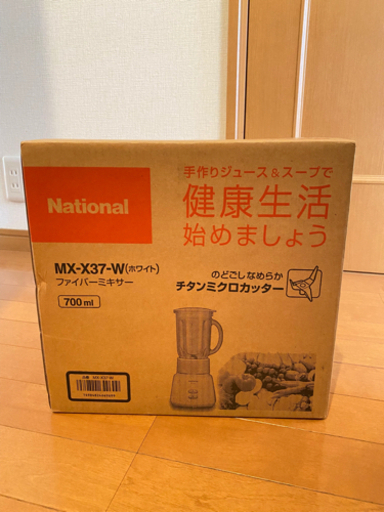 National
手作りジュース&スープで
健康生活
始めましょう
MX-X37-W(ホワイト)
ファイバーミキサー
700ml
のどごしなめらか
チタンミクロカッター